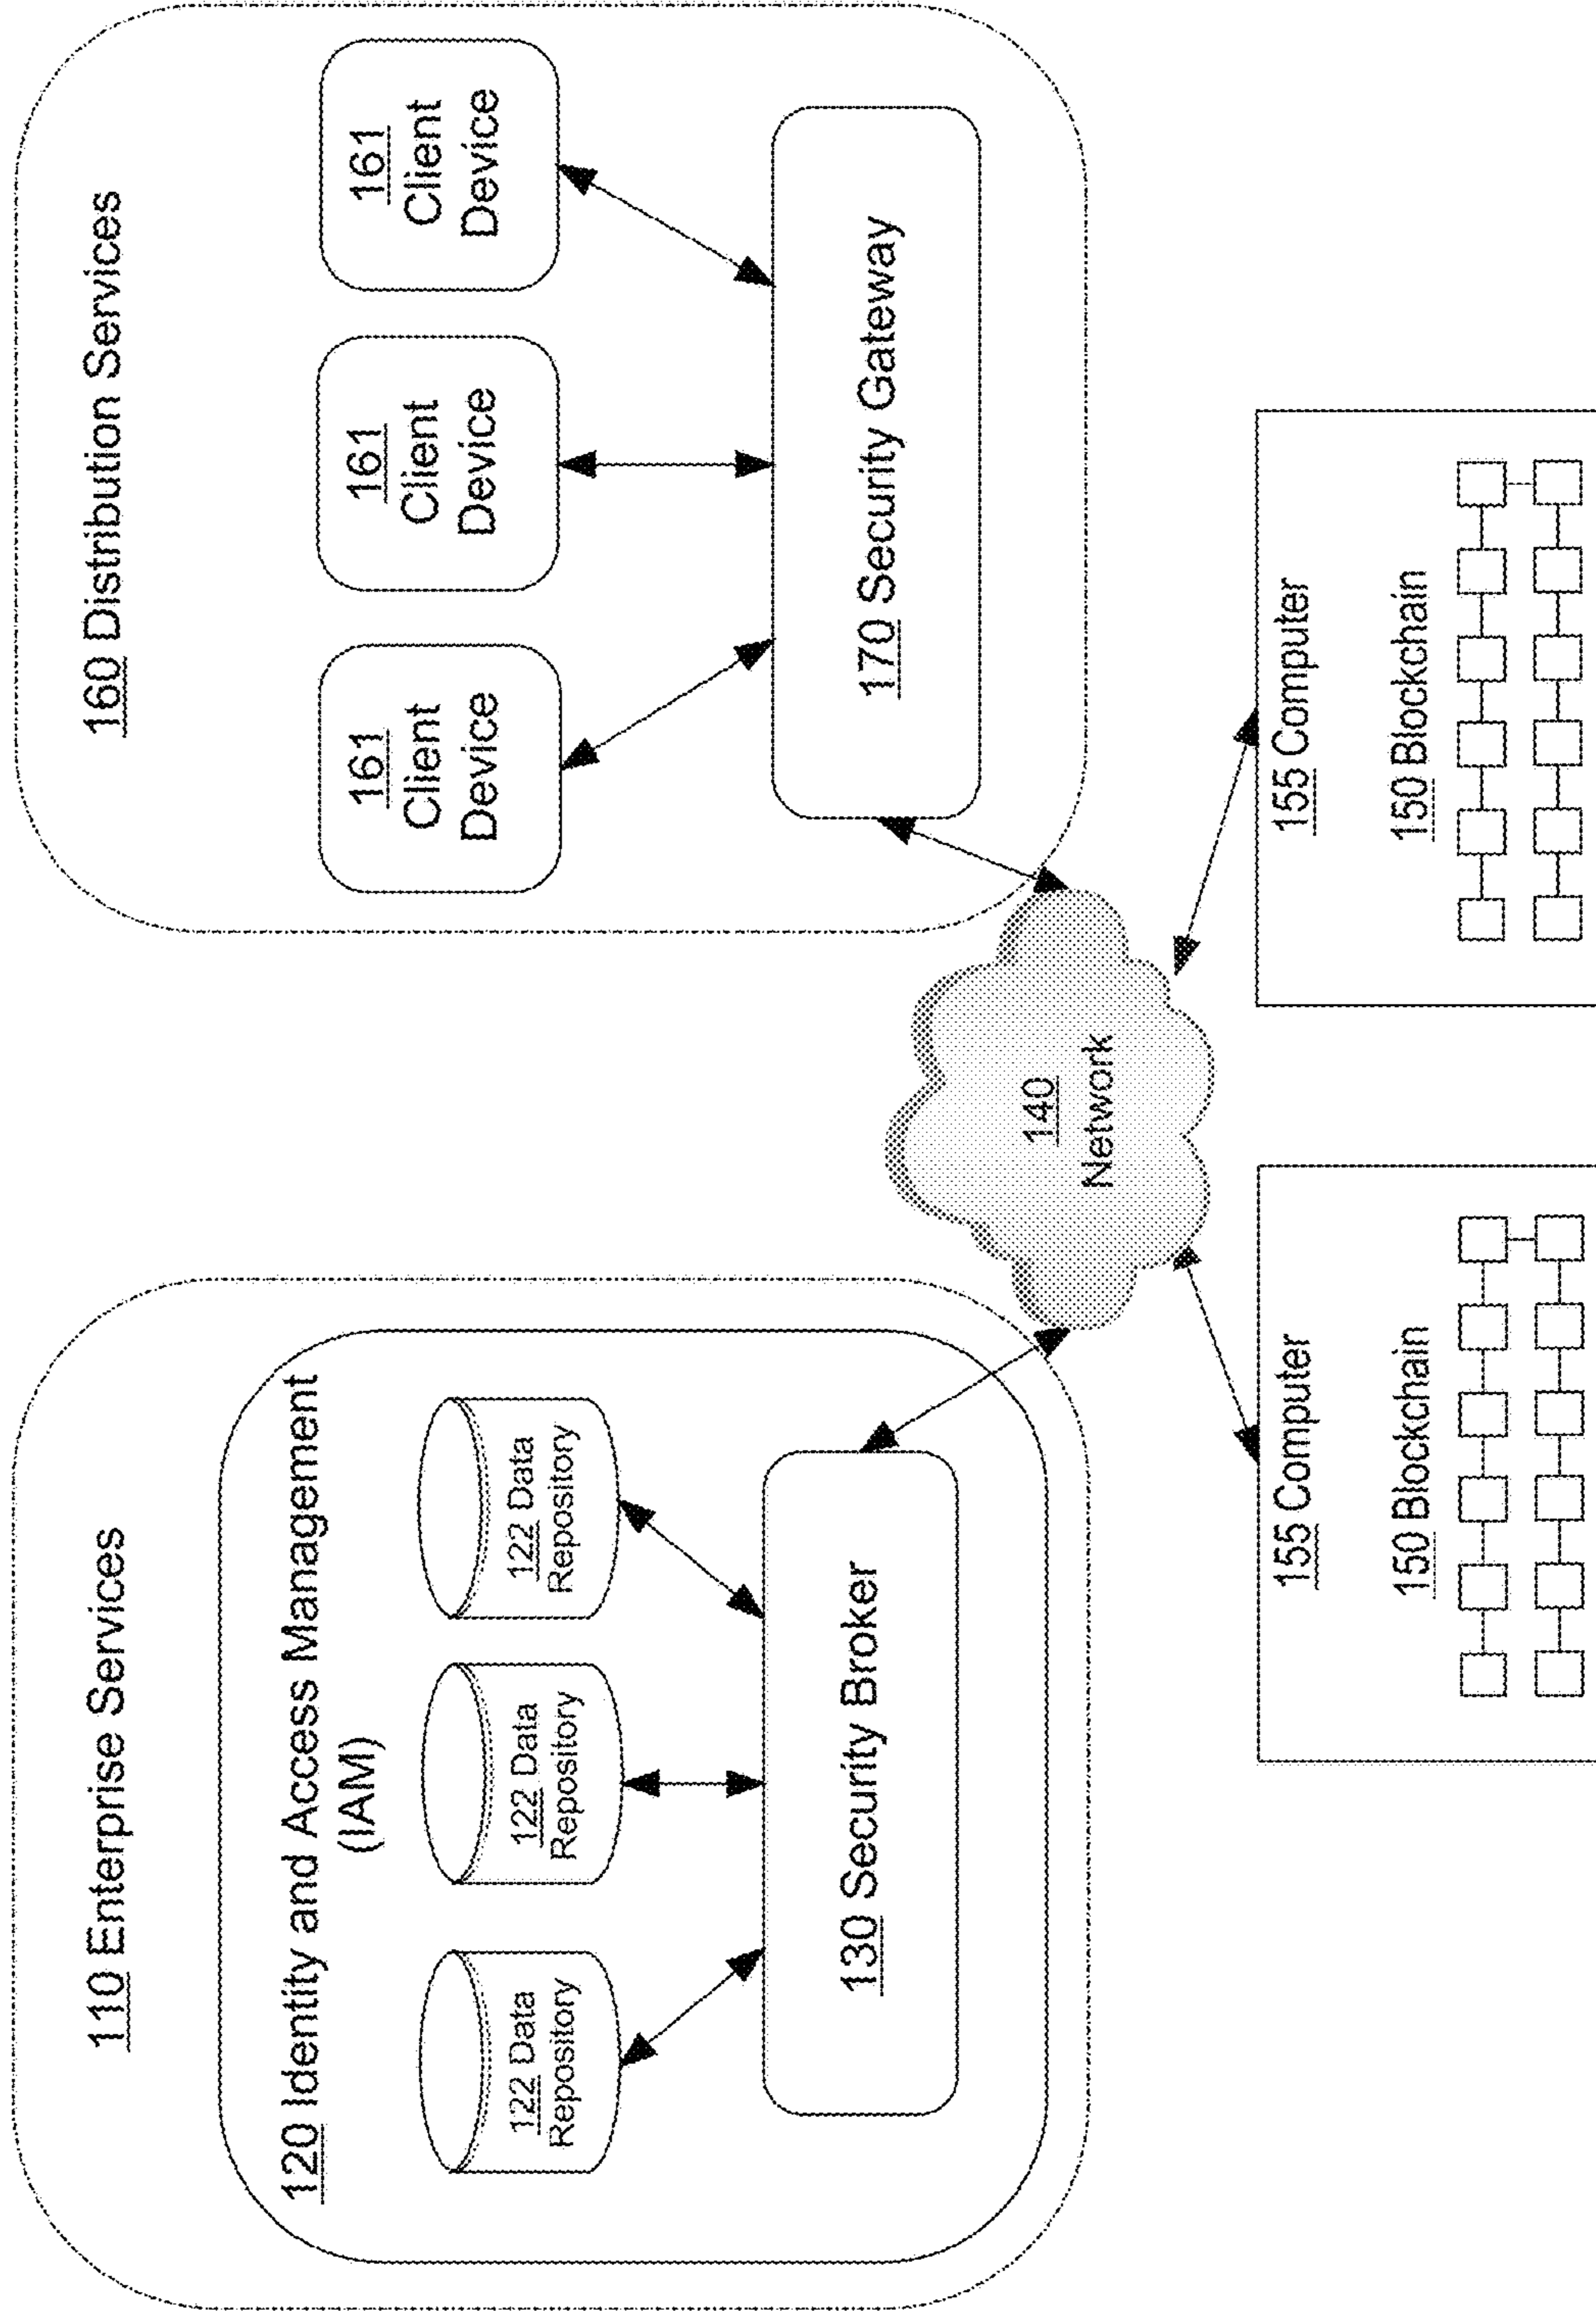 110 Enterprise Services
120 Identity and Access Management
(IAM)
122 Data
Repository
122 Data
Repository
122 Data
Repository
130 Security Broker
160 Distribution Services
161
Client
Device
161
Client
Device
161
Client
Device
170 Security Gateway
140
Network
155 Computer
150 Blockchain
155 Computer
150 Blockchain